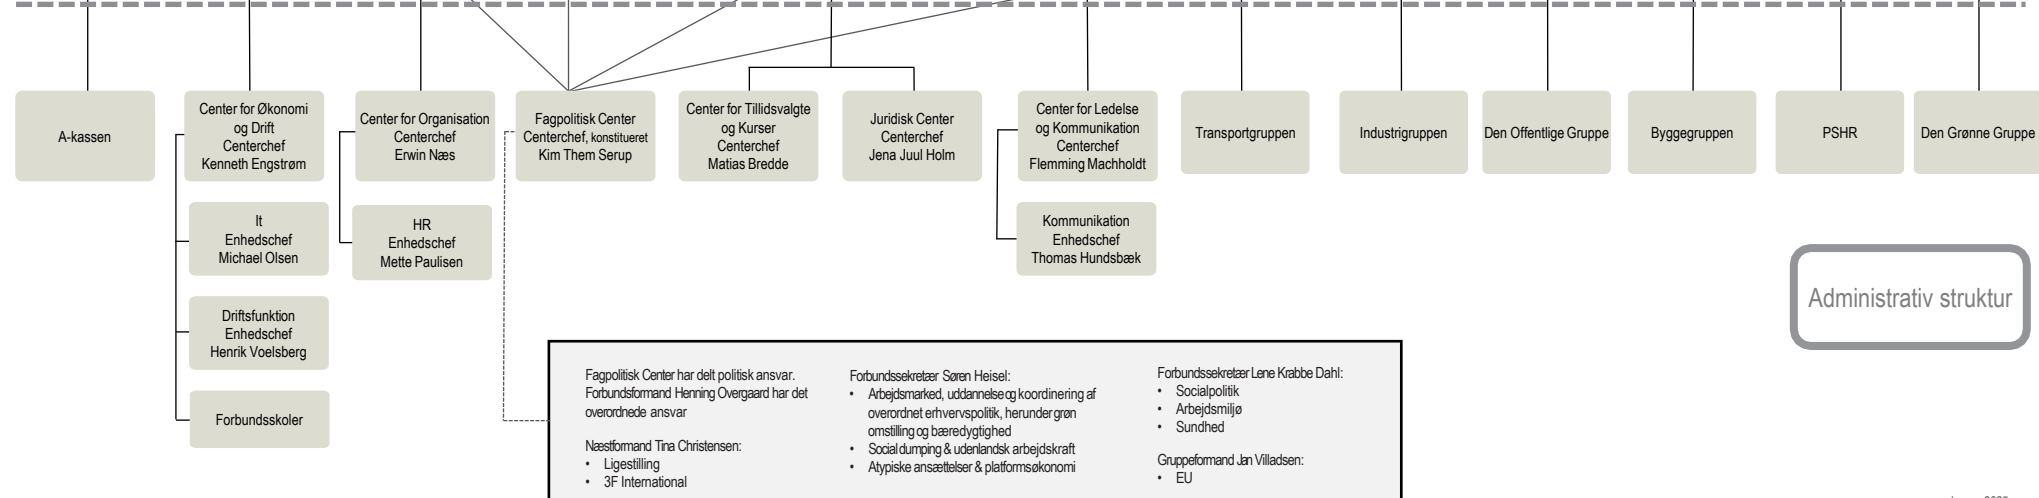 A-kassen
Center for Økonomi
og Drift
Centerchef
Kenneth Engstrøm
Center for Organisation
Centerchef
Erwin Næs
Fagpolitisk Center
Centerchef, konstitueret
Kim Them Serup
Center for Tillidsvalgte
og Kurser
Centerchef
Matias Bredde
Juridisk Center
Centerchef
Jena Juul Holm
Center for Ledelse
og Kommunikation
Centerchef
Flemming Machholdt
Transportgruppen
Industrigruppen
Den Offentlige Gruppe
Byggegruppen
PSHR
Den Grønne Gruppe
It
Enhedschef
Michael Olsen
HR
Enhedschef
Mette Paulisen
Kommunikation
Enhedschef
Thomas Hundsbæk
Driftsfunktion
Enhedschef
Henrik Voelsberg
Forbundsskoler
Administrativ struktur
Fagpolitisk Center har delt politisk ansvar.
Forbundsformand Henning Overgaard har det
overordnede ansvar
Næstformand Tina Christensen:
• Ligestilling
• 3F International
Forbundssekretær Søren Heisel:
• Arbejdsmarked, uddannelse og koordinering af
overordnet erhvervspolitik, herunder grøn
omstilling og bæredygtighed
• Social dumping & udenlandsk arbejdskraft
• Atypiske ansættelser & platformsøkonomi
Forbundssekretær Lene Krabbe Dahl:
• Socialpolitik
• Arbejdsmiljø
• Sundhed
Gruppeformand Jan Villadsen:
• EU